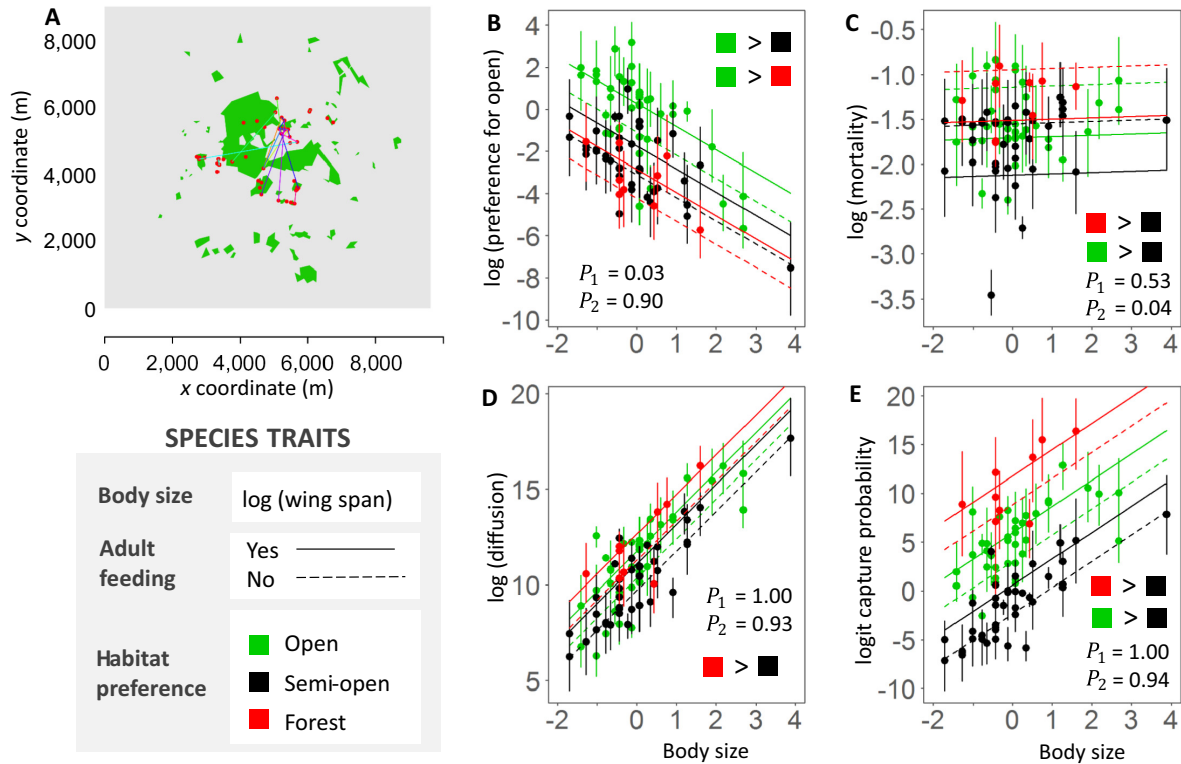 A
8,000
6,000
4,000
2,000
0
y coordinate (m)
0 2,000 4,000 6,000 8,000
x coordinate (m)
SPECIES TRAITS
Body size
log (wing span)
Adult feeding
Yes
No
Habitat preference
Open
Semi-open
Forest
B
4
2
0
-2
-4
-6
-8
-10
log (preference for open)
>
>
P1 = 0.03
P2 = 0.90
-2 -1 0 1 2 3 4
C
-0.5
-1.0
-1.5
-2.0
-2.5
-3.0
-3.5
log (mortality)
>
>
P1 = 0.53
P2 = 0.04
-2 -1 0 1 2 3 4
D
20
15
10
5
log (diffusion)
P1 = 1.00
P2 = 0.93
>
-2 -1 0 1 2 3 4
Body size
E
20
15
10
5
0
-5
-10
logit capture probability
>
>
P1 = 1.00
P2 = 0.94
-2 -1 0 1 2 3 4
Body size